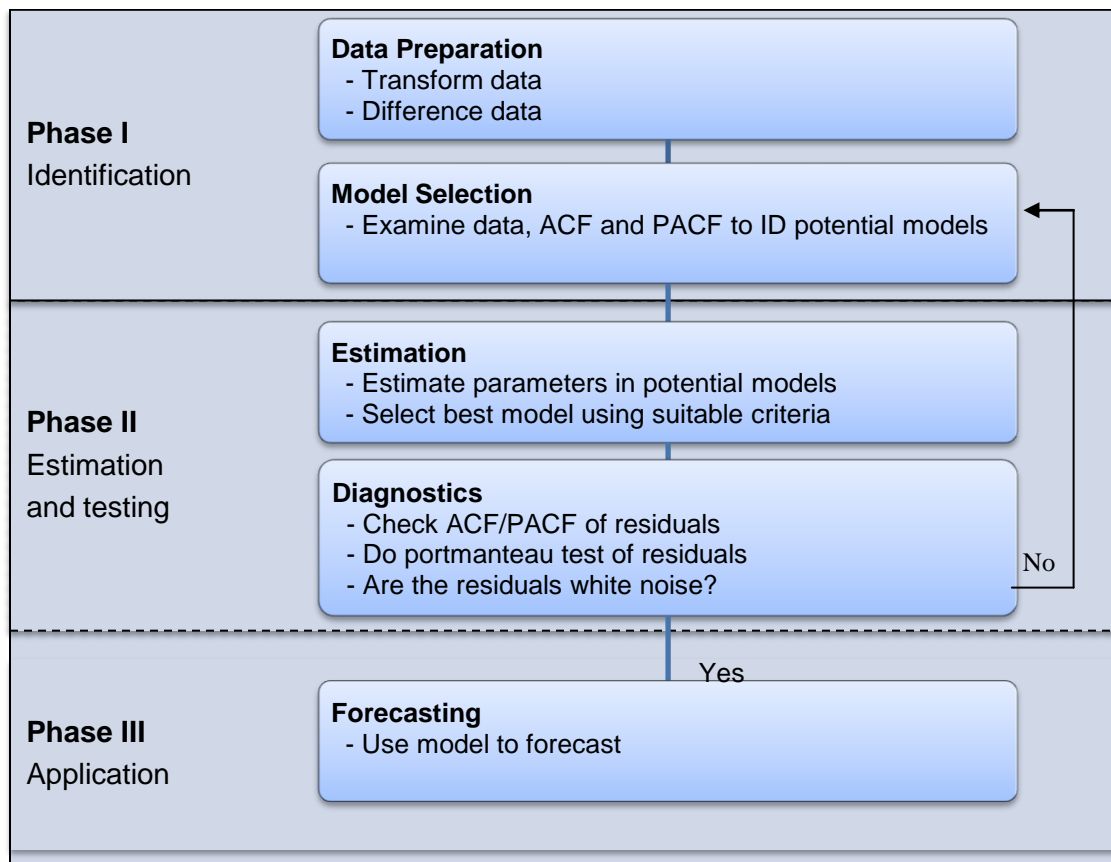 Phase I
Identification
Data Preparation
- Transform data
- Difference data
Model Selection
- Examine data, ACF and PACF to ID potential models
Phase II
Estimation
and testing
Estimation
- Estimate parameters in potential models
- Select best model using suitable criteria
Diagnostics
- Check ACF/PACF of residuals
- Do portmanteau test of residuals
- Are the residuals white noise?
No
Yes
Phase III
Application
Forecasting
- Use model to forecast